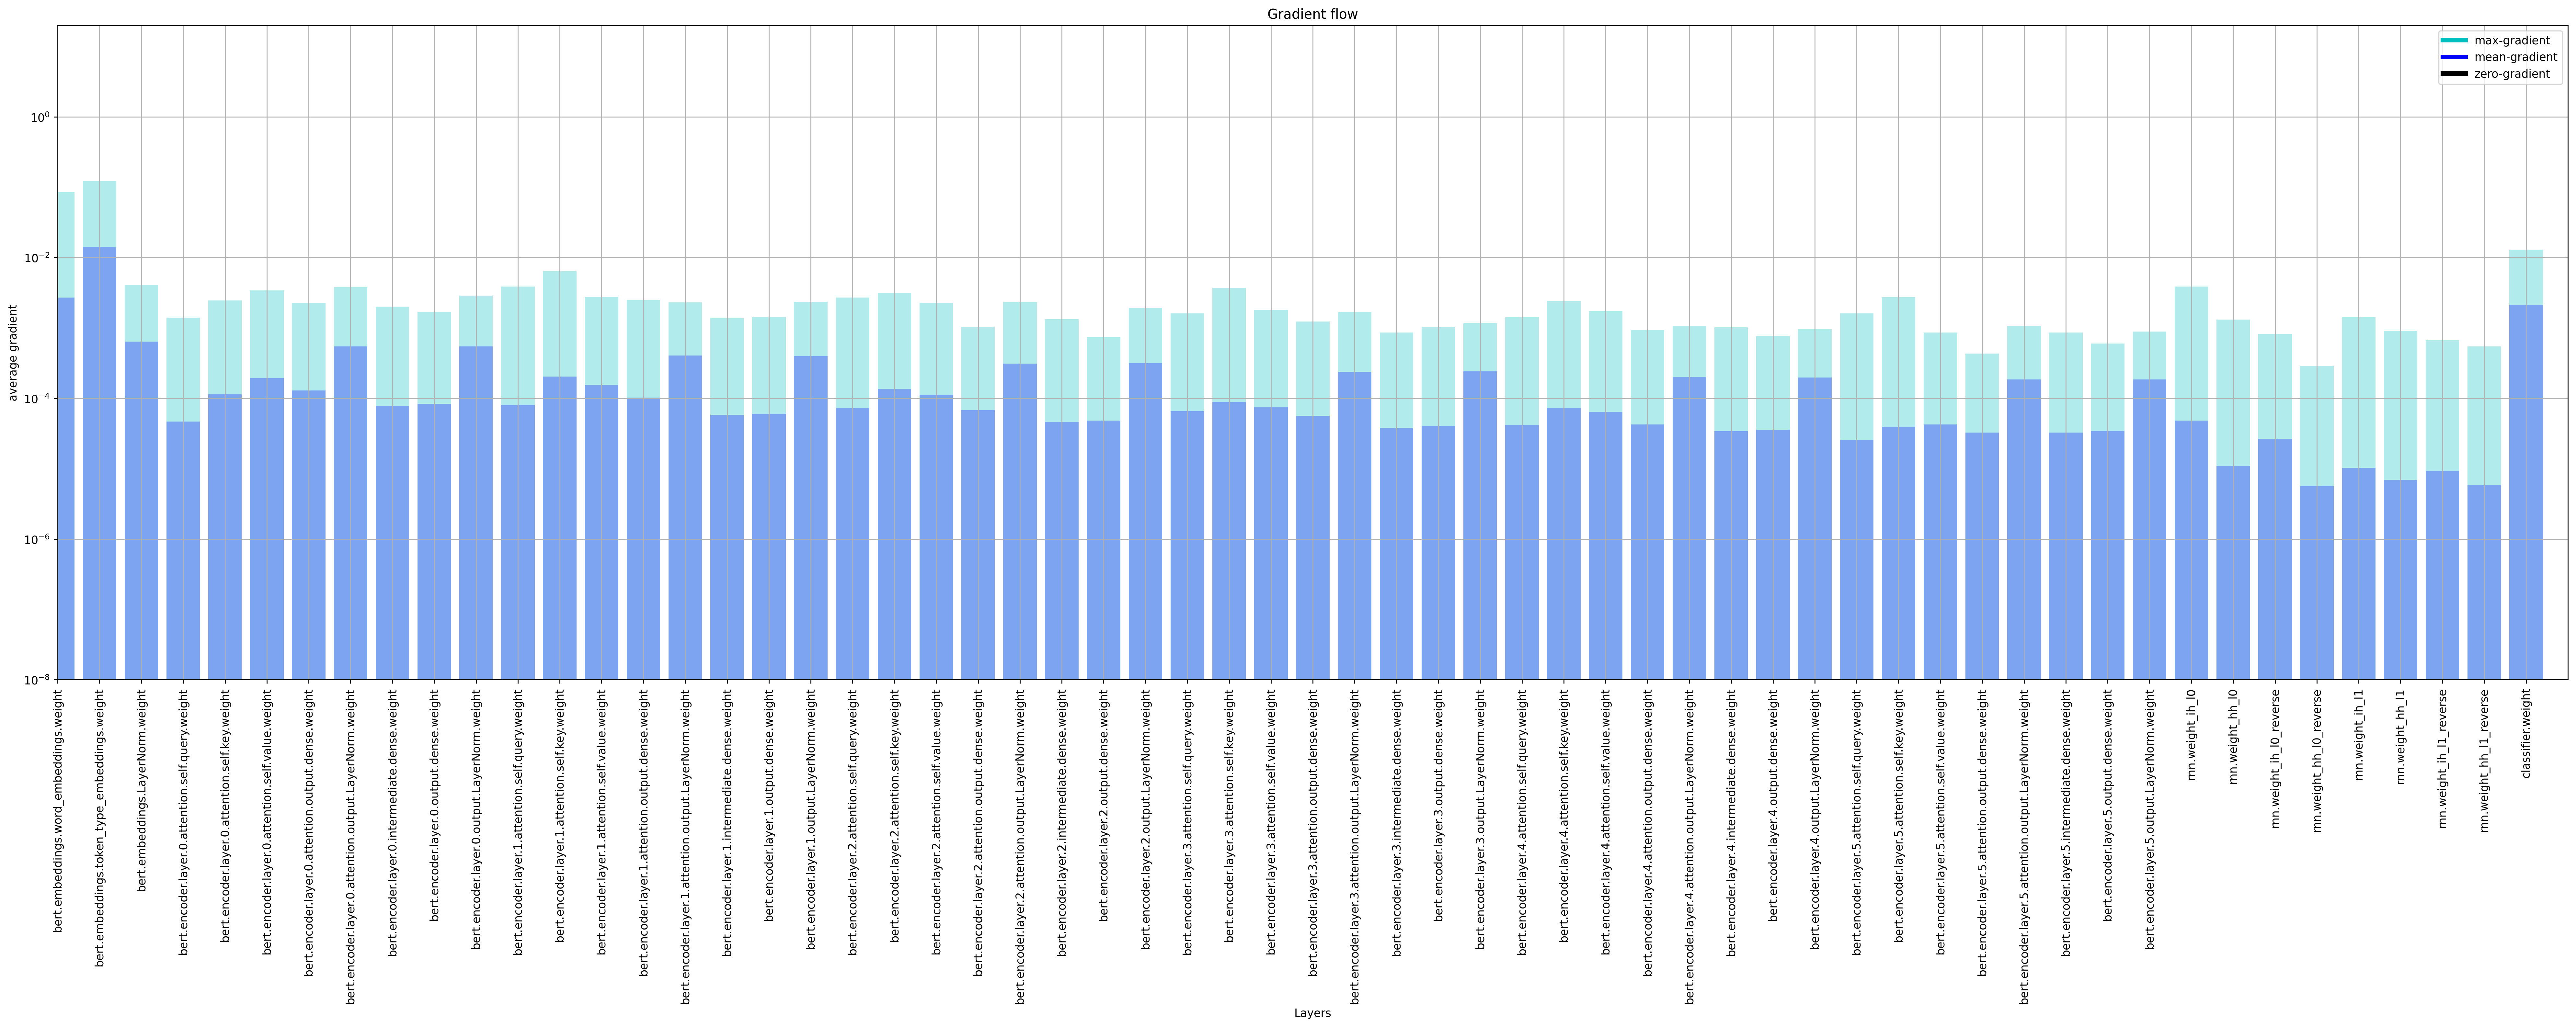 Gradient flow
max-gradient
mean-gradient
zero-gradient
average gradient
10⁰
10⁻²
10⁻⁴
10⁻⁶
10⁻⁸
bert.embeddings.word_embeddings.weight
bert.embeddings.token_type_embeddings.weight
bert.embeddings.LayerNorm.weight
bert.encoder.layer.0.attention.self.query.weight
bert.encoder.layer.0.attention.self.key.weight
bert.encoder.layer.0.attention.self.value.weight
bert.encoder.layer.0.attention.output.dense.weight
bert.encoder.layer.0.attention.output.LayerNorm.weight
bert.encoder.layer.0.intermediate.dense.weight
bert.encoder.layer.0.output.dense.weight
bert.encoder.layer.0.output.LayerNorm.weight
bert.encoder.layer.1.attention.self.query.weight
bert.encoder.layer.1.attention.self.key.weight
bert.encoder.layer.1.attention.self.value.weight
bert.encoder.layer.1.attention.output.dense.weight
bert.encoder.layer.1.attention.output.LayerNorm.weight
bert.encoder.layer.1.intermediate.dense.weight
bert.encoder.layer.1.output.dense.weight
bert.encoder.layer.1.output.LayerNorm.weight
bert.encoder.layer.2.attention.self.query.weight
bert.encoder.layer.2.attention.self.key.weight
bert.encoder.layer.2.attention.self.value.weight
bert.encoder.layer.2.attention.output.dense.weight
bert.encoder.layer.2.attention.output.LayerNorm.weight
bert.encoder.layer.2.intermediate.dense.weight
bert.encoder.layer.2.output.dense.weight
bert.encoder.layer.2.output.LayerNorm.weight
bert.encoder.layer.3.attention.self.query.weight
bert.encoder.layer.3.attention.self.key.weight
bert.encoder.layer.3.attention.self.value.weight
bert.encoder.layer.3.attention.output.dense.weight
bert.encoder.layer.3.attention.output.LayerNorm.weight
bert.encoder.layer.3.intermediate.dense.weight
bert.encoder.layer.3.output.dense.weight
bert.encoder.layer.3.output.LayerNorm.weight
bert.encoder.layer.4.attention.self.query.weight
bert.encoder.layer.4.attention.self.key.weight
bert.encoder.layer.4.attention.self.value.weight
bert.encoder.layer.4.attention.output.dense.weight
bert.encoder.layer.4.attention.output.LayerNorm.weight
bert.encoder.layer.4.intermediate.dense.weight
bert.encoder.layer.4.output.dense.weight
bert.encoder.layer.4.output.LayerNorm.weight
bert.encoder.layer.5.attention.self.query.weight
bert.encoder.layer.5.attention.self.key.weight
bert.encoder.layer.5.attention.self.value.weight
bert.encoder.layer.5.attention.output.dense.weight
bert.encoder.layer.5.attention.output.LayerNorm.weight
bert.encoder.layer.5.intermediate.dense.weight
bert.encoder.layer.5.output.dense.weight
bert.encoder.layer.5.output.LayerNorm.weight
rnn.weight_ih_l0
rnn.weight_hh_l0
rnn.weight_ih_l0_reverse
rnn.weight_hh_l0_reverse
rnn.weight_ih_l1
rnn.weight_hh_l1
rnn.weight_ih_l1_reverse
rnn.weight_hh_l1_reverse
classifier.weight
Layers